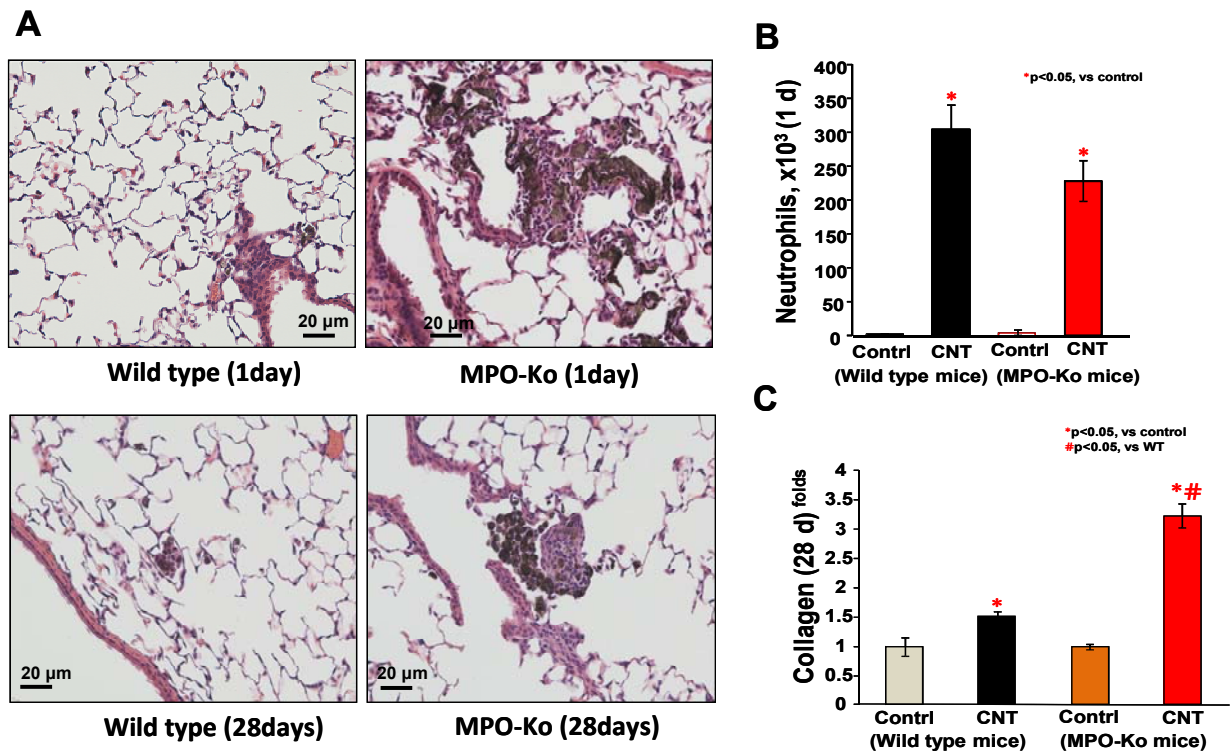 A
20 µm
20 µm
Wild type (1day)
MPO-Ko (1day)
20 µm
20 µm
Wild type (28days)
MPO-Ko (28days)
B
*p<0.05, vs control
Neutrophils, x10³ (1 d)
400
350
300
250
200
150
100
50
0
*
*
Contrl CNT Contrl CNT
(Wild type mice) (MPO-Ko mice)
C
*p<0.05, vs control
#p<0.05, vs WT
Collagen (28 d) folds
4
3.5
3
2.5
2
1.5
1
0.5
0
*
*#
Contrl CNT Contrl CNT
(Wild type mice) (MPO-Ko mice)